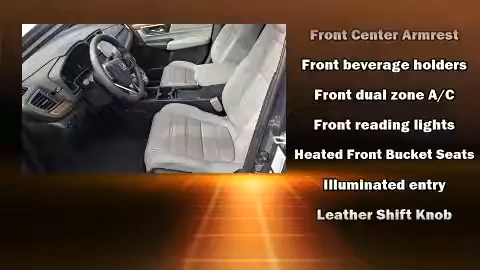 Front Center Armrest
Front beverage holders
Front dual zone A/C
Front reading lights
Heated Front Bucket Seats
Illuminated entry
Leather Shift Knob